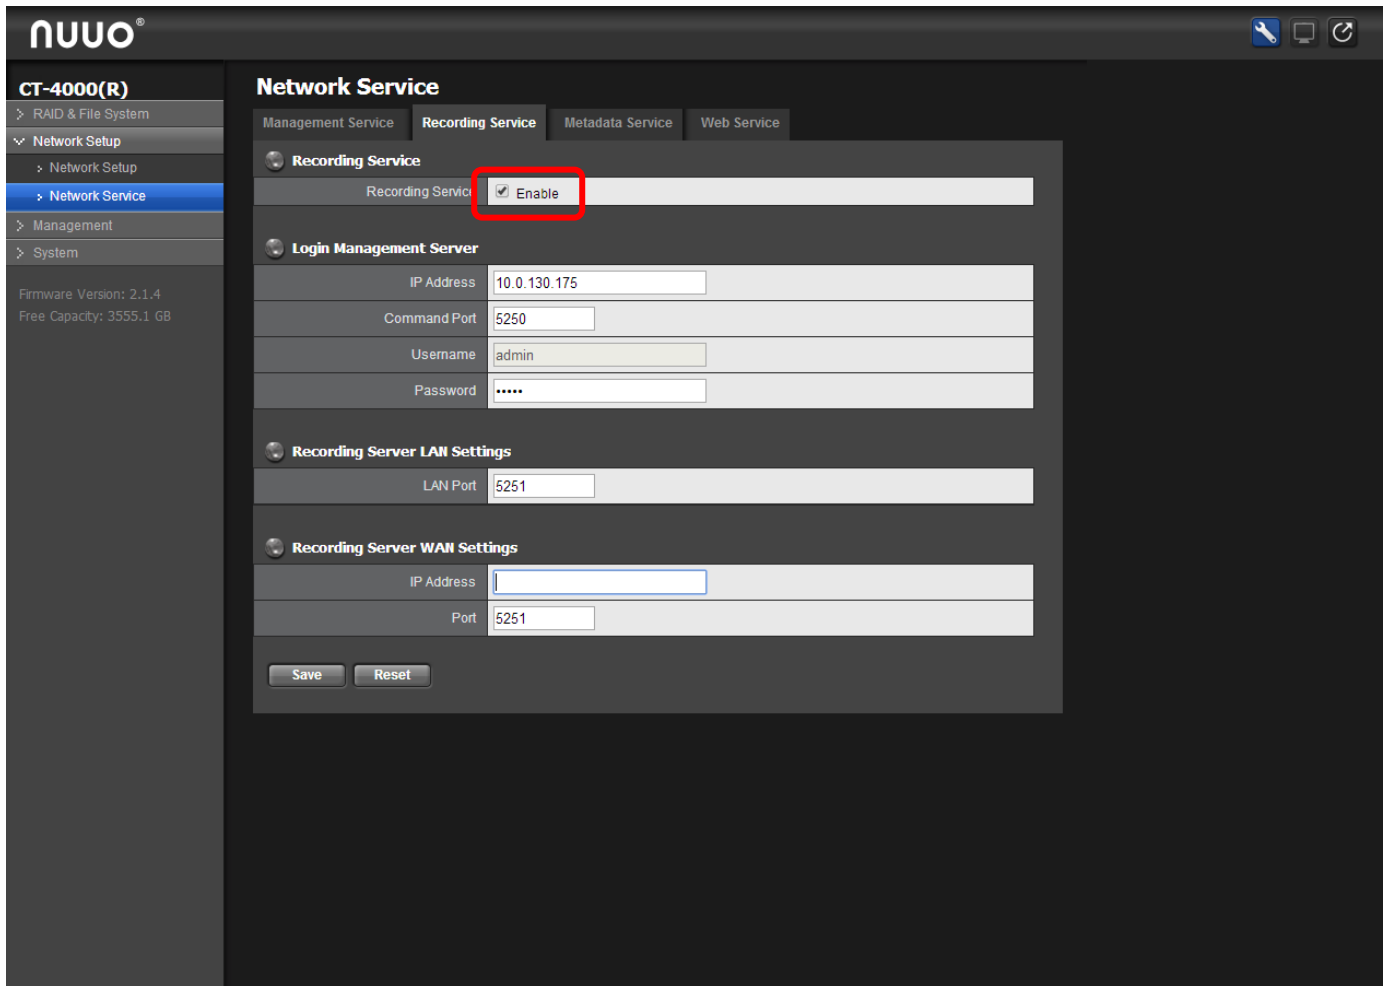 nuuo®
CT-4000(R)
RAID & File System
Network Setup
Network Setup
Network Service
Management
System
Firmware Version: 2.1.4
Free Capacity: 3555.1 GB
Network Service
Management Service Recording Service Metadata Service Web Service
Recording Service
Recording Service Enable
Login Management Server
IP Address 10.0.130.175
Command Port 5250
Username admin
Password •••••
Recording Server LAN Settings
LAN Port 5251
Recording Server WAN Settings
IP Address
Port 5251
Save Reset